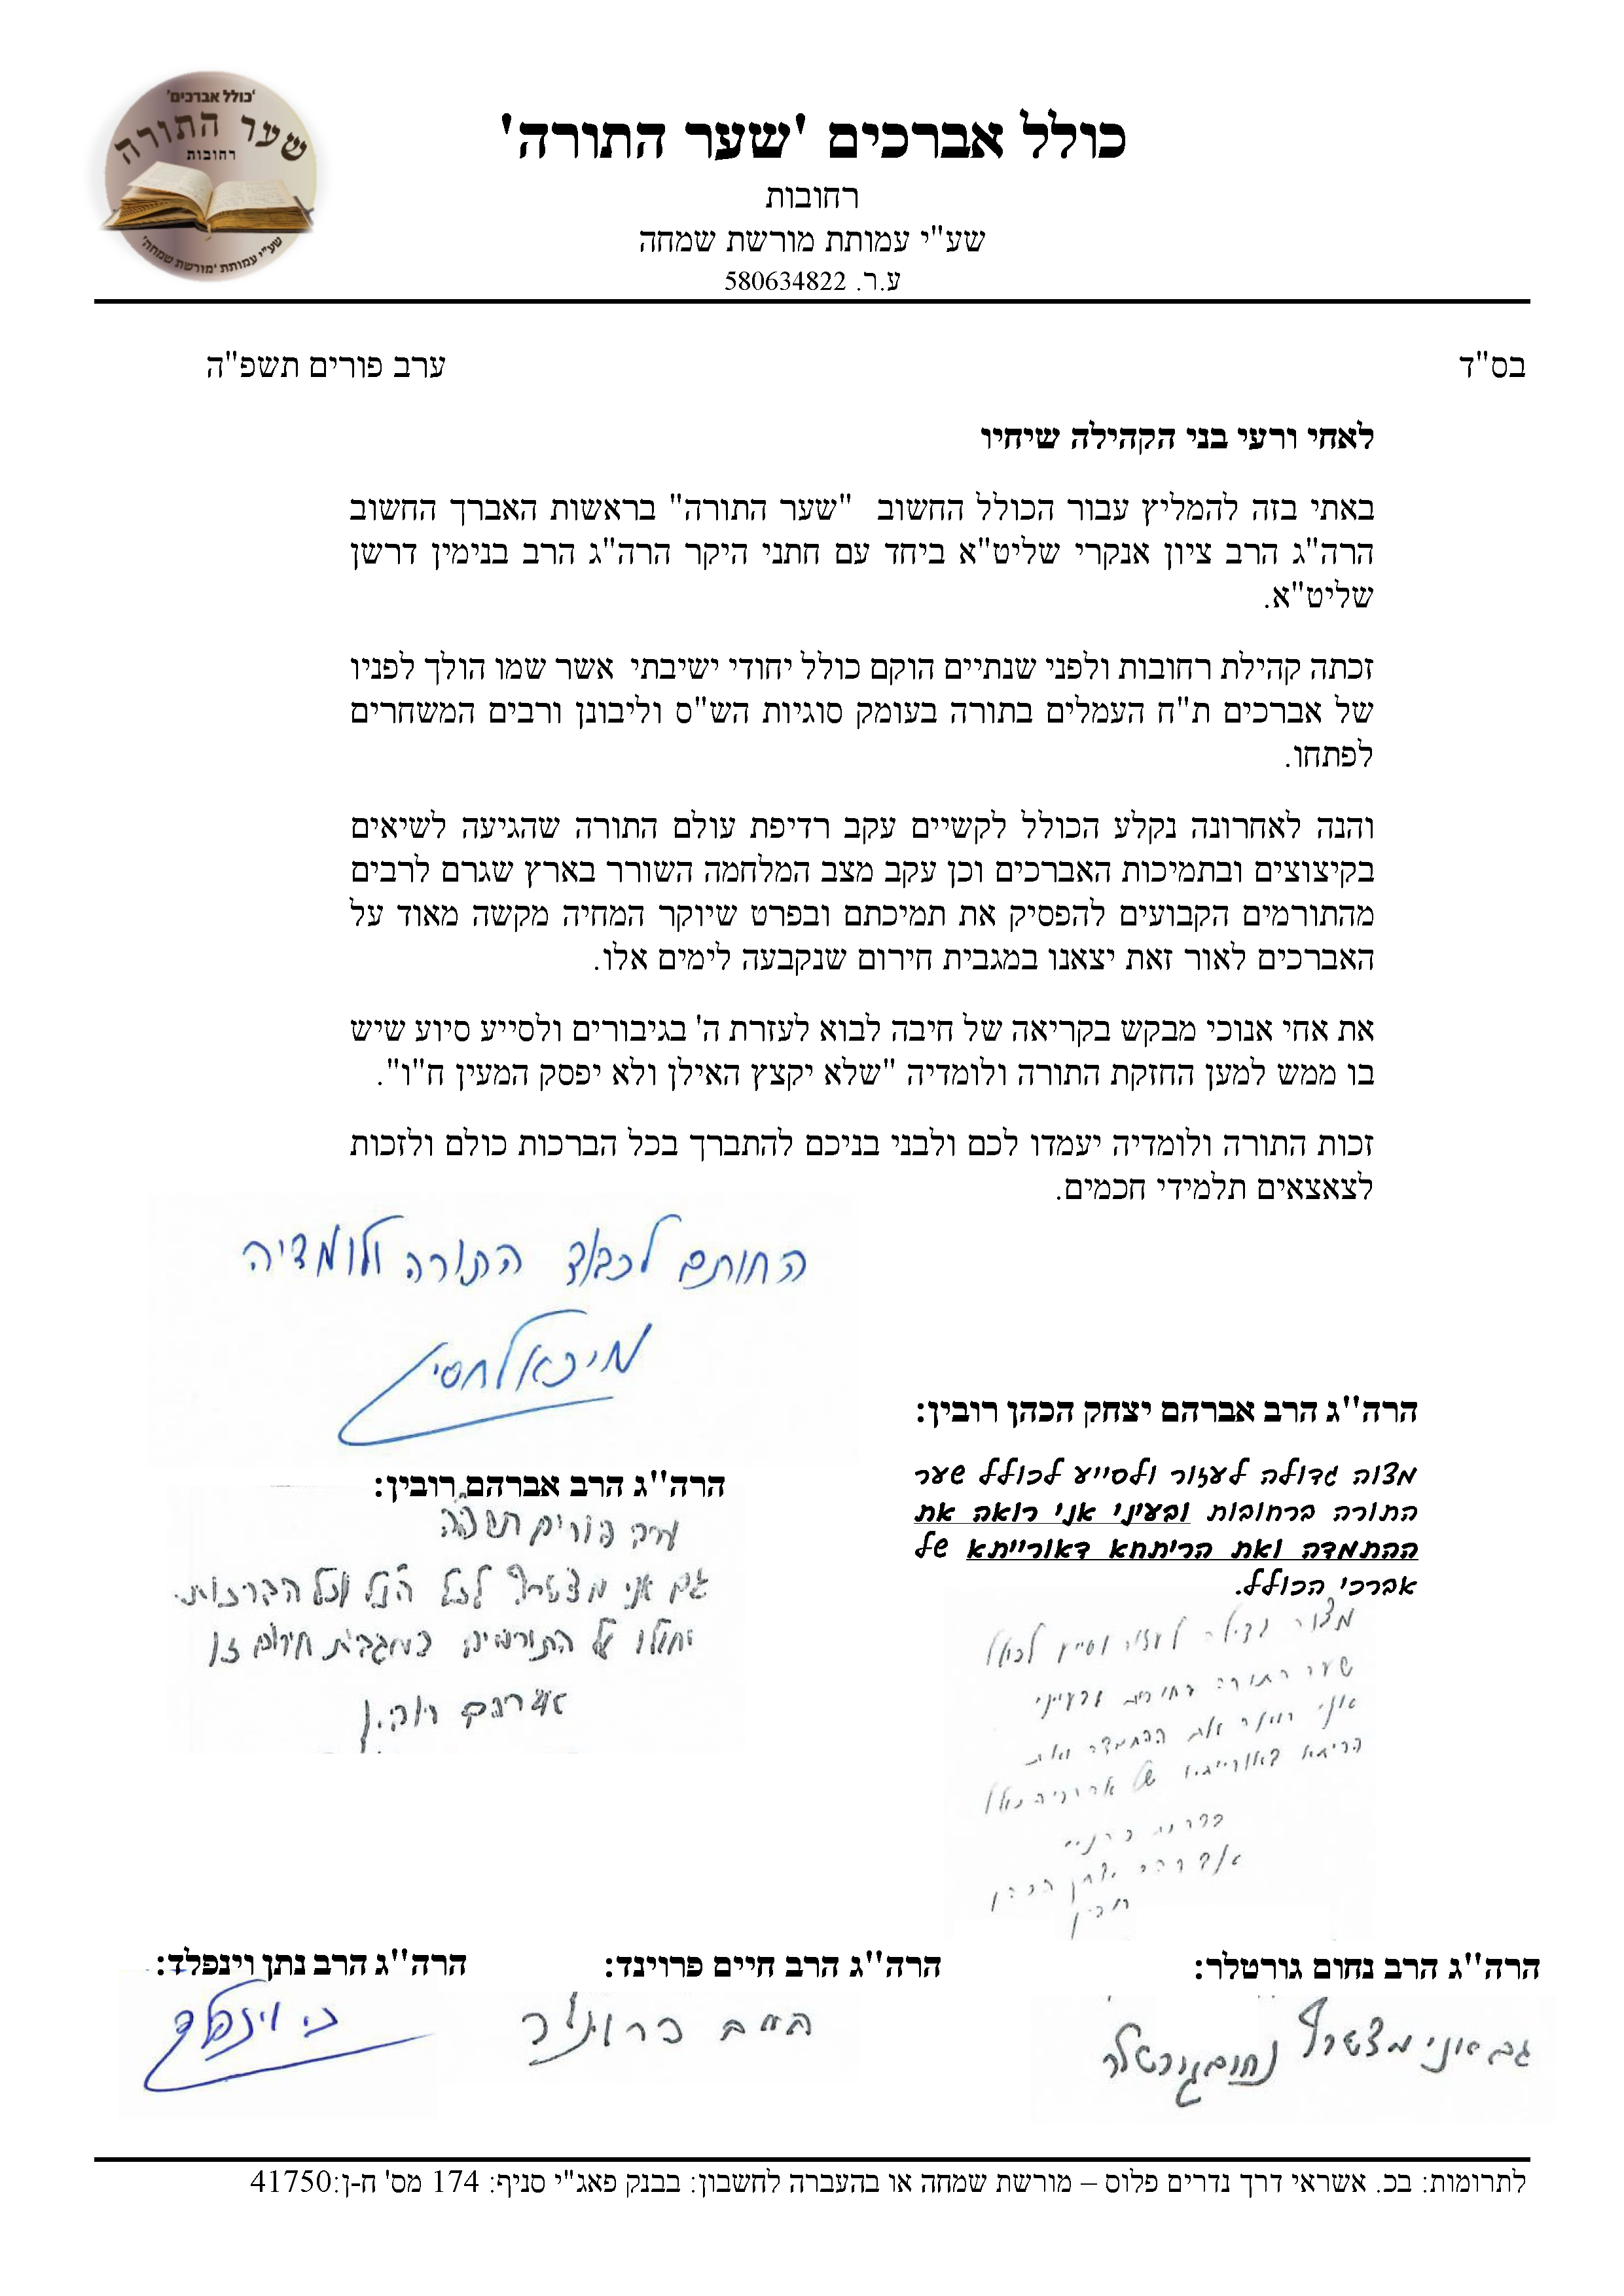 'כולל אברכים'
שער התורה
רחובות
שע"י עמותת 'מורשת שמחה'
כולל אברכים 'שער התורה'
רחובות
שע"י עמותת מורשת שמחה
ע.ר. 580634822
בס"ד
ערב פורים תשפ"ה
לאחי ורעי בני הקהילה שיחיו
באתי בזה להמליץ עבור הכולל החשוב "שער התורה" בראשות האברך החשוב
הרה"ג הרב ציון אנקרי שליט"א ביחד עם חתני היקר הרה"ג הרב בנימין דרשן
שליט"א.
זכתה קהילת רחובות ולפני שנתיים הוקם כולל יחודי ישיבתי אשר שמו הולך לפניו
של אברכים ת"ח העמלים בתורה בעומק סוגיות הש"ס וליבונן ורבים המשחרים
לפתחו.
והנה לאחרונה נקלע הכולל לקשיים עקב רדיפת עולם התורה שהגיעה לשיאים
בקיצוצים ובתמיכות האברכים וכן עקב מצב המלחמה השורר בארץ שגרם לרבים
מהתורמים הקבועים להפסיק את תמיכתם ובפרט שיוקר המחיה מקשה מאוד על
האברכים לאור זאת יצאנו במגבית חירום שנקבעה לימים אלו.
את אחי אנוכי מבקש בקריאה של חיבה לבוא לעזרת ה' בגיבורים ולסייע סיוע שיש
בו ממש למען החזקת התורה ולומדיה "שלא יקצץ האילן ולא יפסק המעין ח"ו".
זכות התורה ולומדיה יעמדו לכם ולבני בניכם להתברך בכל הברכות כולם ולזכות
לצאצאים תלמידי חכמים.
החותם לכבוד התורה ולומדיה
מיכאל חסין
הרה"ג הרב אברהם יצחק הכהן רובין:
מצוה גדולה לעזור ולסייע לכולל שער
התורה ברחובות ובעיני אני רואה את
ההתמדה ואת הריתחא דאורייתא של
אברכי הכולל.
מצוה גדולה לעזור וסייע לכולל
שער התורה רחובות ובעיני
אני רואה את ההתמדה ואת
הריתחא דאורייתא של אברכי הכולל
בברכת כהנים
אברהם יצחק הכהן
רובין
הרה"ג הרב אברהם רובין:
ערב פורים תשפ"ה
גם אני מצטרף לכל הנ"ל וכל הברכות
יחולו על התורמים במגבית חירום זו
אברהם רובין
הרה"ג הרב נחום גורטלר:
גם אני מצטרף נחום גורטלר
הרה"ג הרב חיים פרוינד:
חיים פרוינד
הרה"ג הרב נתן וינפלד:
נ. וינפלד
לתרומות: בכ. אשראי דרך נדרים פלוס – מורשת שמחה או בהעברה לחשבון: בבנק פאג"י סניף: 174 מס' ח-ן:41750